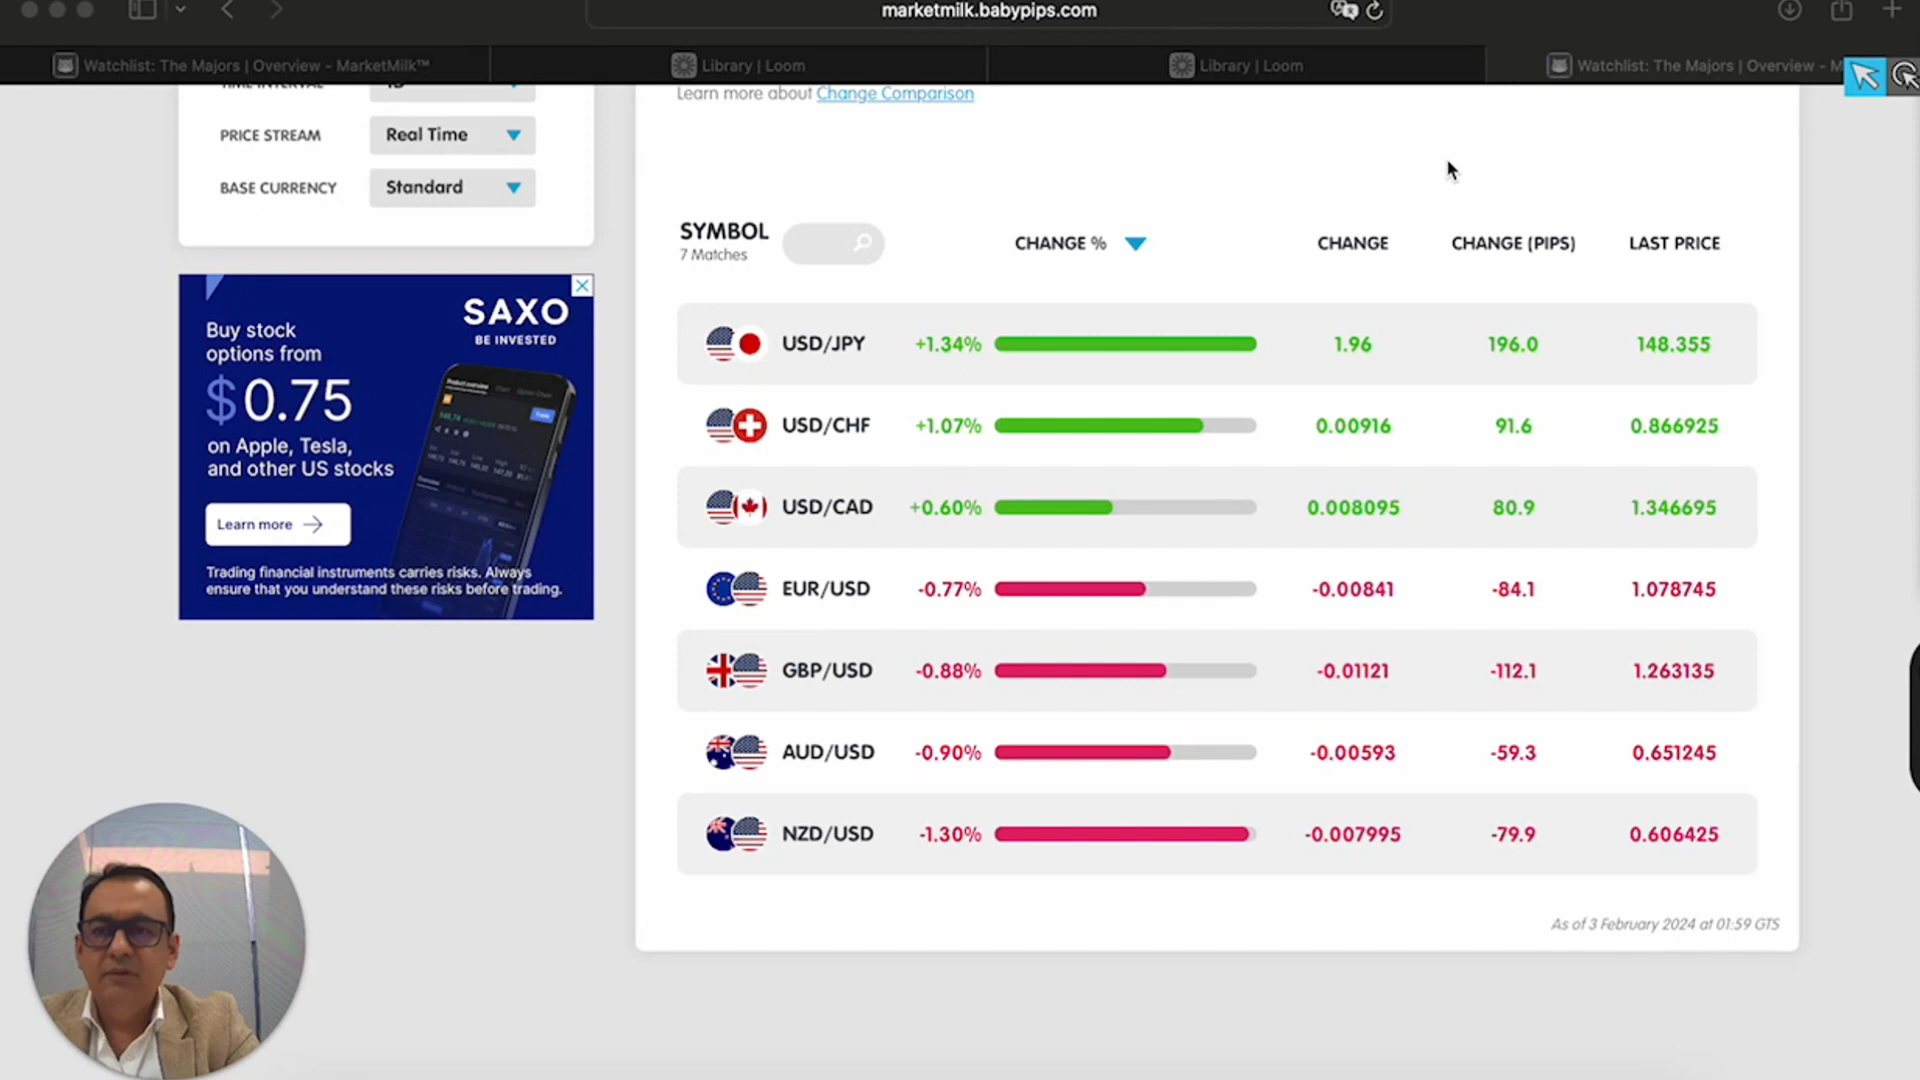 marketmilk.babypips.com
Watchlist: The Majors | Overview - MarketMilk™
Library | Loom
Library | Loom
Watchlist: The Majors | Overview - M
TIME INTERVAL
1D
PRICE STREAM
Real Time
BASE CURRENCY
Standard
SAXO
BE INVESTED
Buy stock
options from
$0.75
on Apple, Tesla,
and other US stocks
Learn more
Trading financial instruments carries risks. Always
ensure that you understand these risks before trading.
Learn more about Change Comparison
SYMBOL
7 Matches
CHANGE %
CHANGE
CHANGE (PIPS)
LAST PRICE
USD/JPY +1.34% 1.96 196.0 148.355
USD/CHF +1.07% 0.00916 91.6 0.866925
USD/CAD +0.60% 0.008095 80.9 1.346695
EUR/USD -0.77% -0.00841 -84.1 1.078745
GBP/USD -0.88% -0.01121 -112.1 1.263135
AUD/USD -0.90% -0.00593 -59.3 0.651245
NZD/USD -1.30% -0.007995 -79.9 0.606425
As of 3 February 2024 at 01:59 GTS